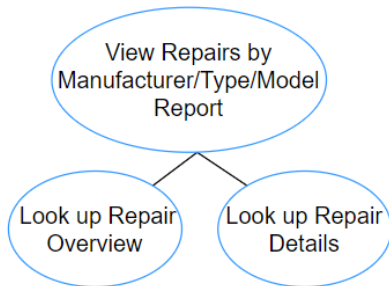 View Repairs by
Manufacturer/Type/Model
Report
Look up Repair
Overview
Look up Repair
Details